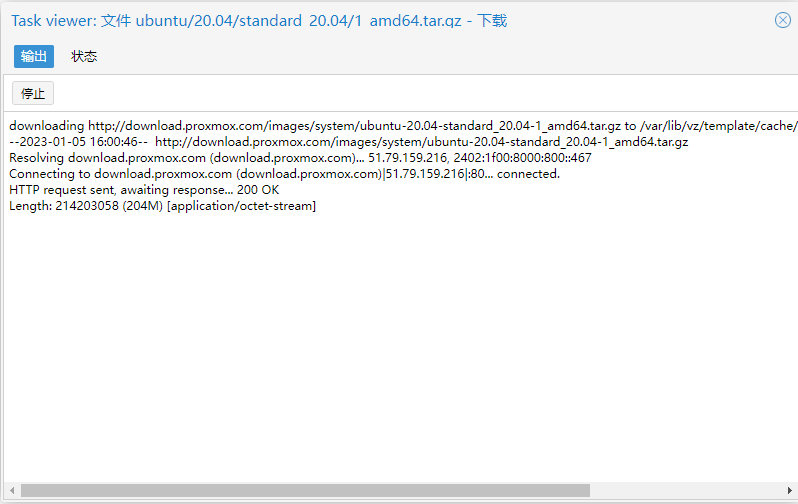 Task viewer: 文件 ubuntu/20.04/standard_20.04/1_amd64.tar.gz - 下载
输出 状态
停止
downloading http://download.proxmox.com/images/system/ubuntu-20.04-standard_20.04-1_amd64.tar.gz to /var/lib/vz/template/cache/
--2023-01-05 16:00:46-- http://download.proxmox.com/images/system/ubuntu-20.04-standard_20.04-1_amd64.tar.gz
Resolving download.proxmox.com (download.proxmox.com)... 51.79.159.216, 2402:1f00:8000:800::467
Connecting to download.proxmox.com (download.proxmox.com)|51.79.159.216|:80... connected.
HTTP request sent, awaiting response... 200 OK
Length: 214203058 (204M) [application/octet-stream]